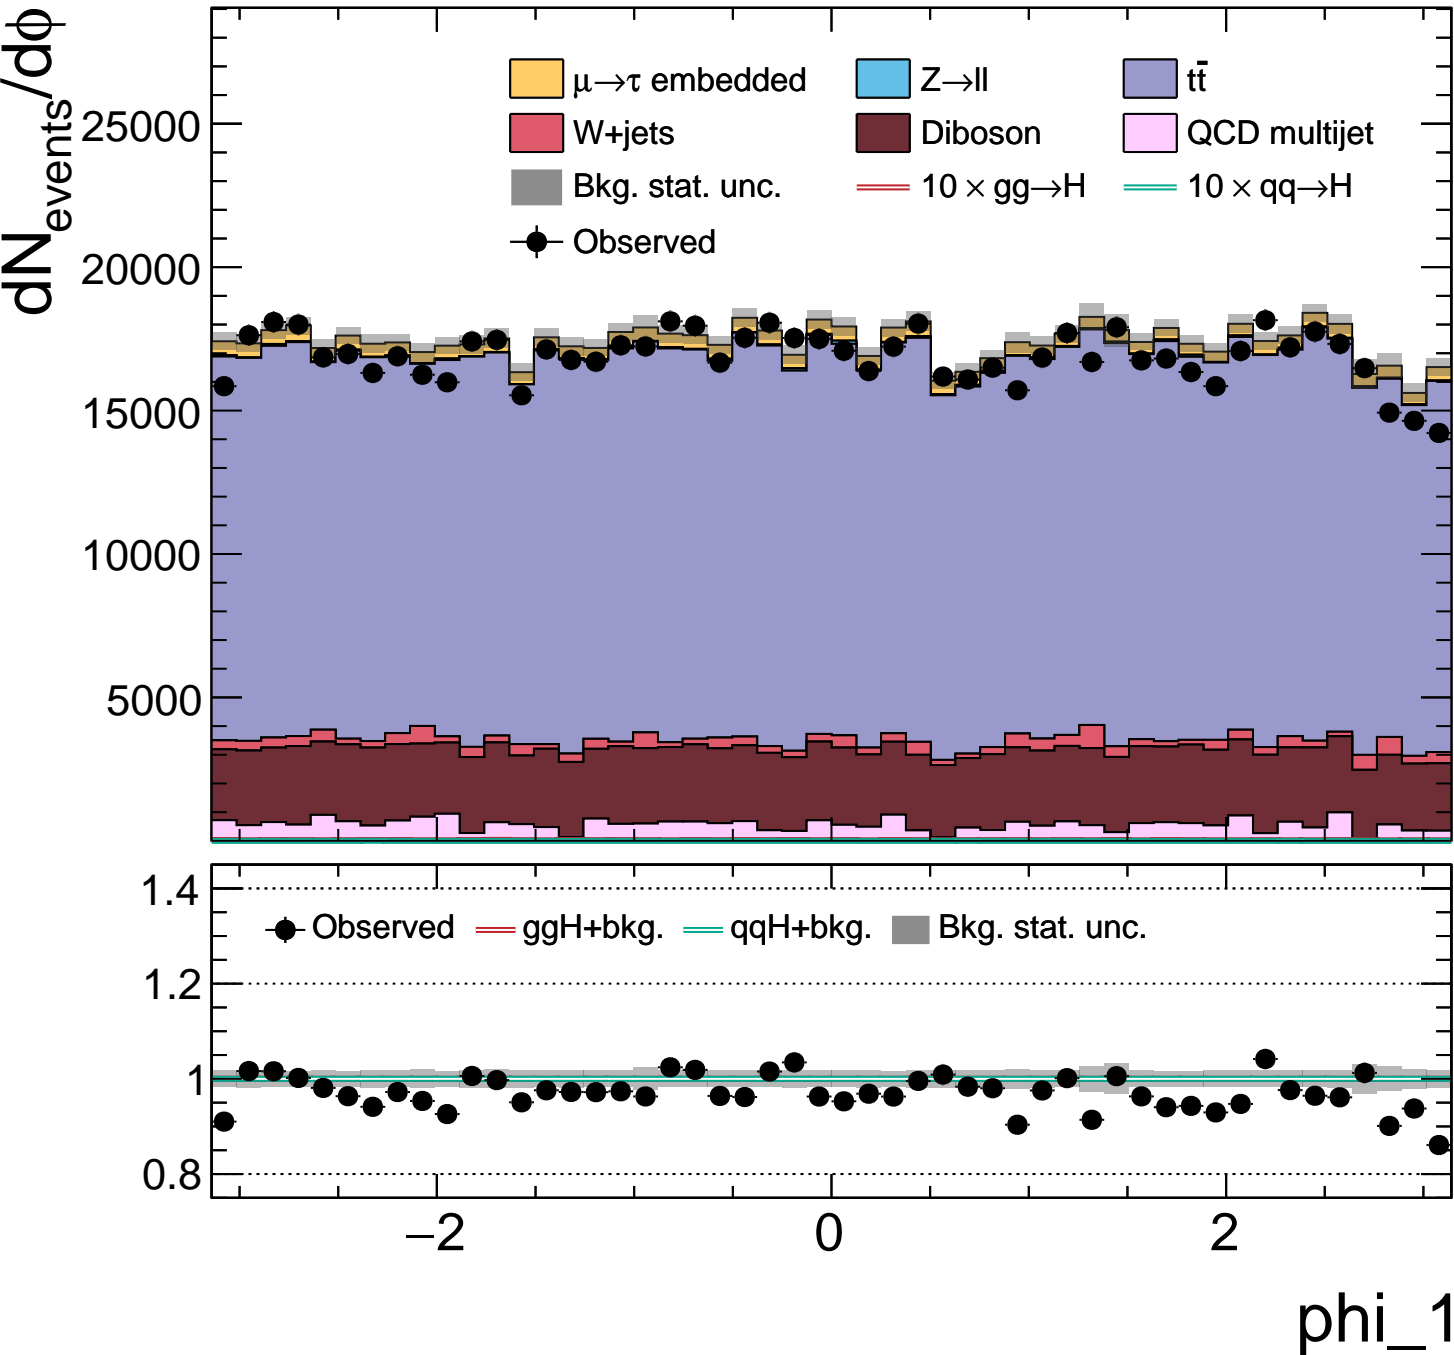 dN_events/dϕ
μ→τ embedded Z→ll tt̄
W+jets Diboson QCD multijet
Bkg. stat. unc. 10 × gg→H 10 × qq→H
Observed
25000
20000
15000
10000
5000
1.4
Observed ggH+bkg. qqH+bkg. Bkg. stat. unc.
1.2
1
0.8
−2 0 2
phi_1